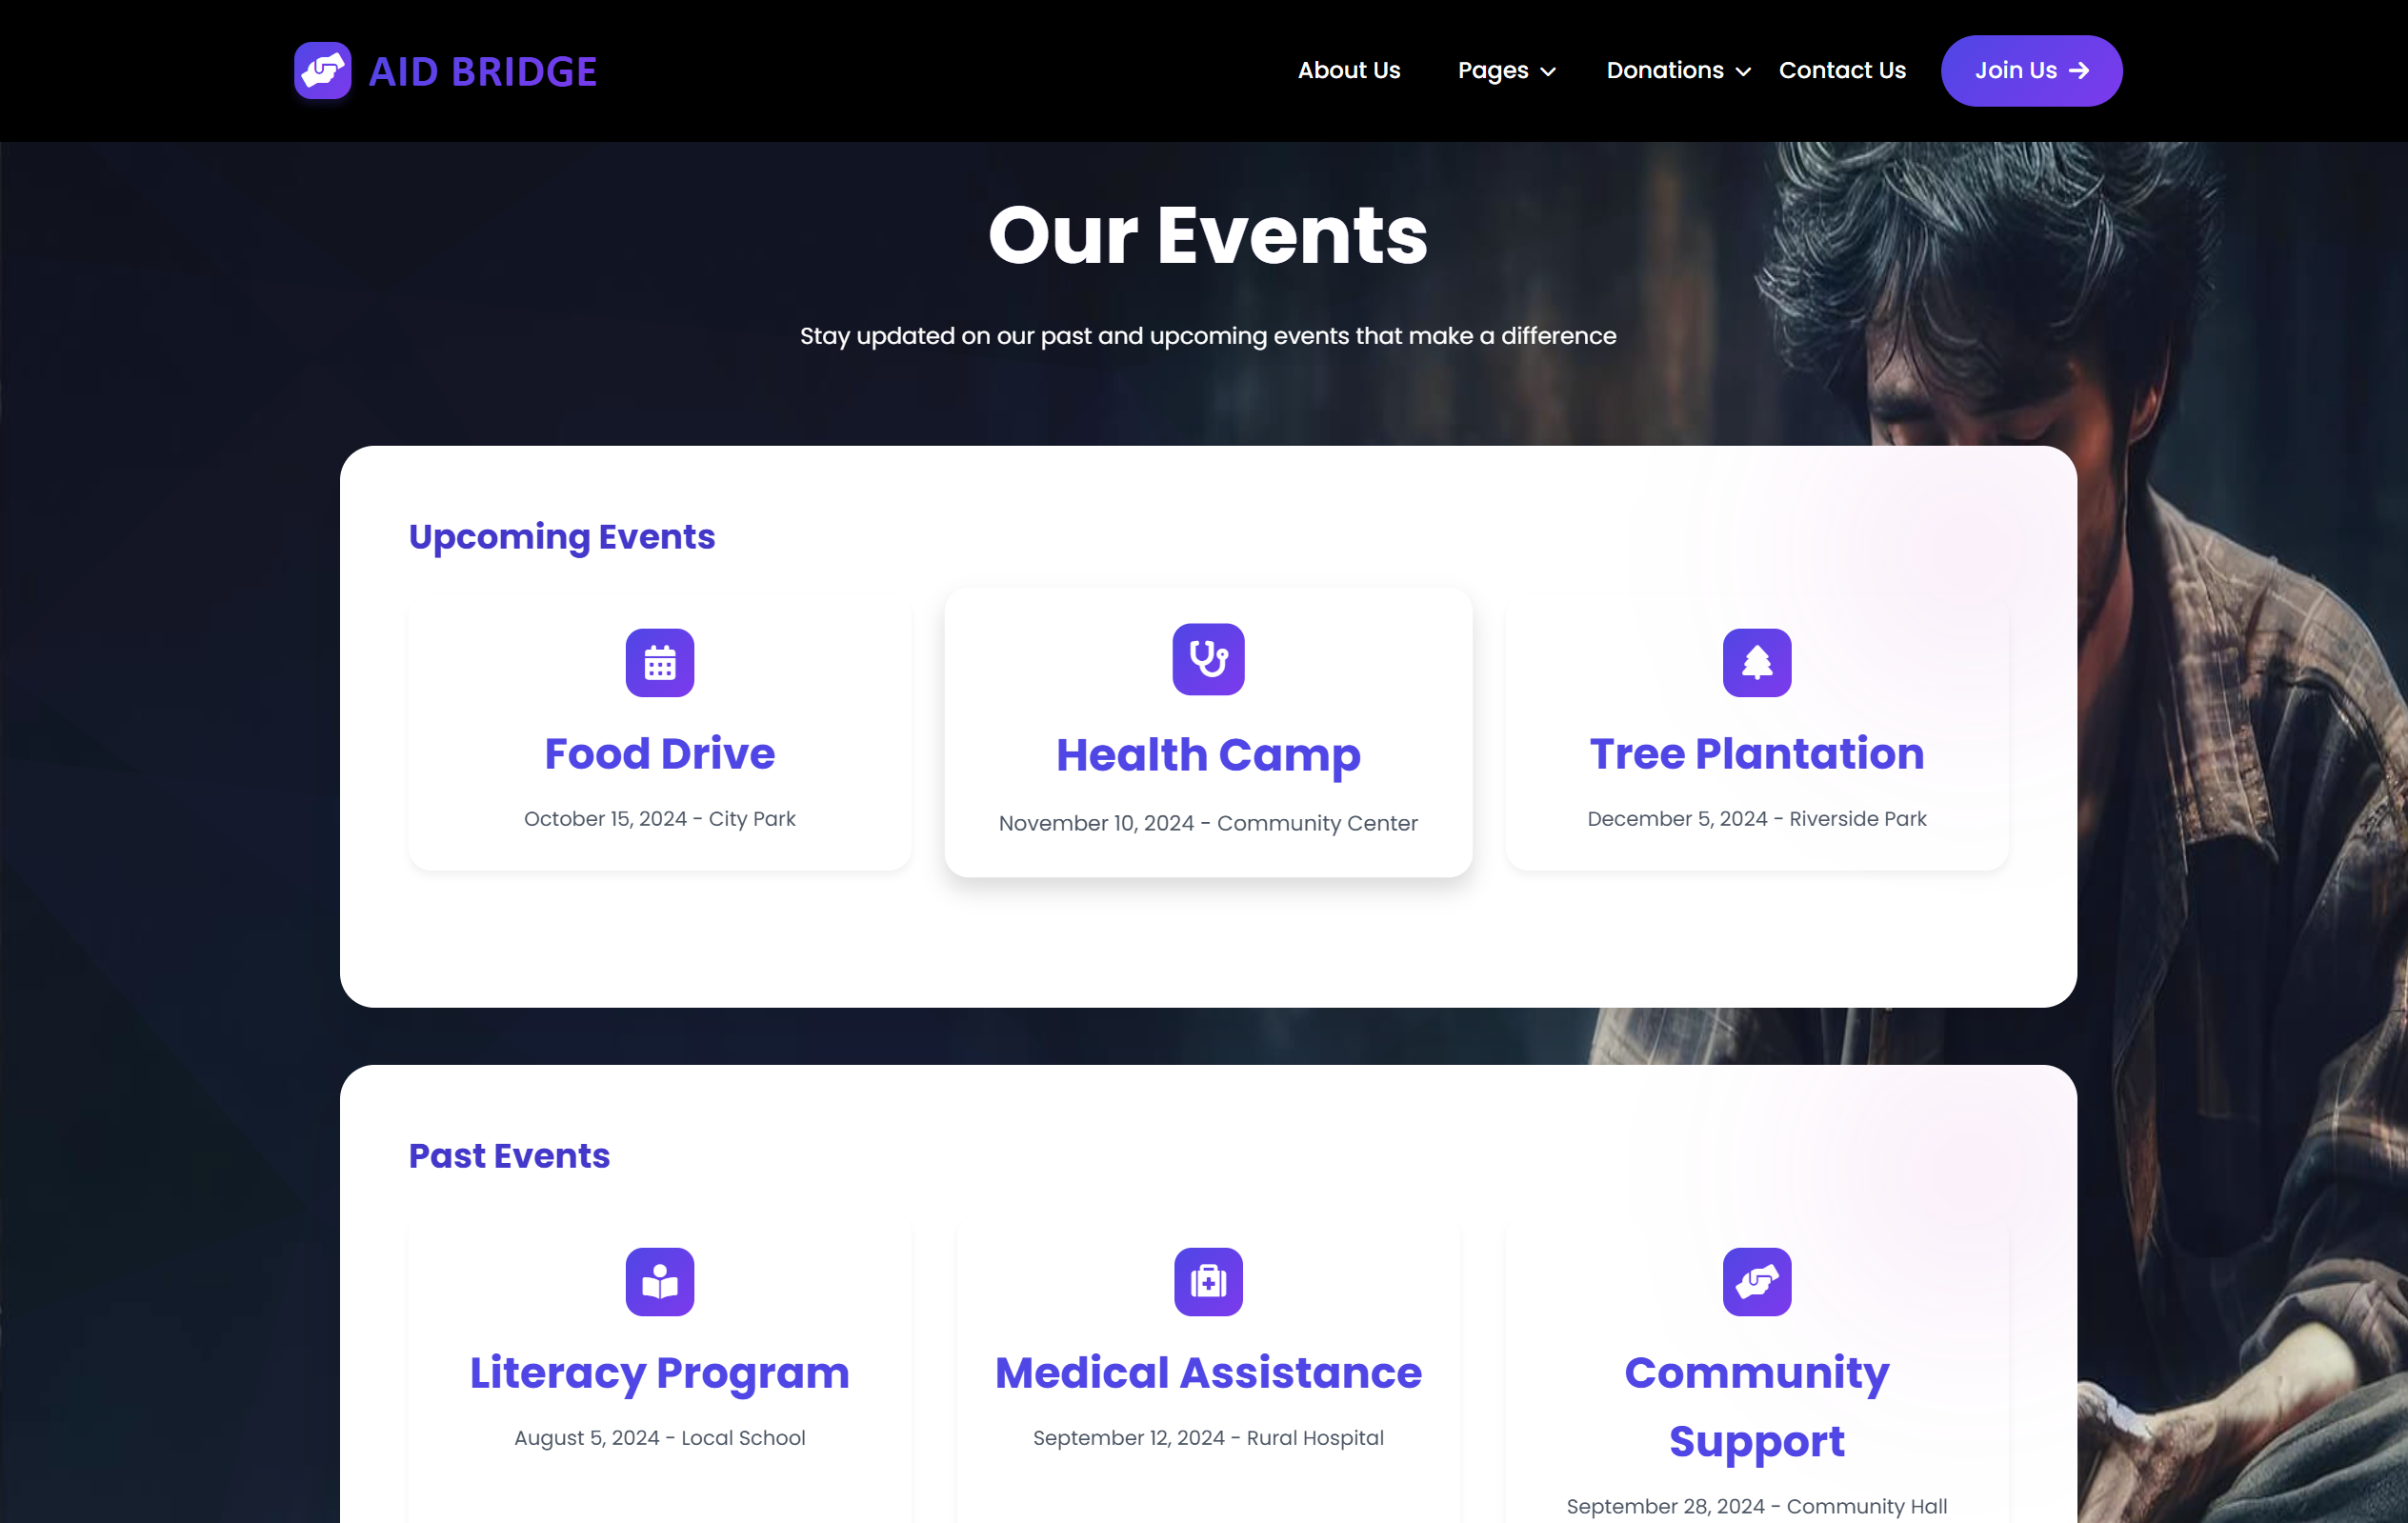 AID BRIDGE
About Us
Pages
Donations
Contact Us
Join Us
Our Events
Stay updated on our past and upcoming events that make a difference
Upcoming Events
Food Drive
October 15, 2024 - City Park
Health Camp
November 10, 2024 - Community Center
Tree Plantation
December 5, 2024 - Riverside Park
Past Events
Literacy Program
August 5, 2024 - Local School
Medical Assistance
September 12, 2024 - Rural Hospital
Community
Support
September 28, 2024 - Community Hall